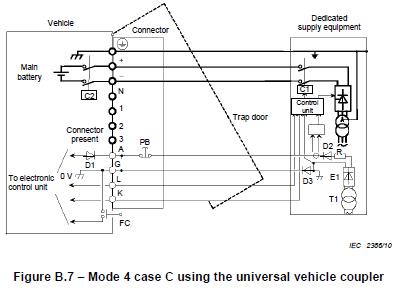 Vehicle
Connector
Dedicated
supply equipment
Main
battery
+
–
C2
N
1
2
3
C1
Control
unit
Connector
present
A
PB
Trap door
D2
R
D1
G
0 V
L
D3
E1
To electronic
control unit
K
T1
FC
IEC 2386/10
Figure B.7 – Mode 4 case C using the universal vehicle coupler